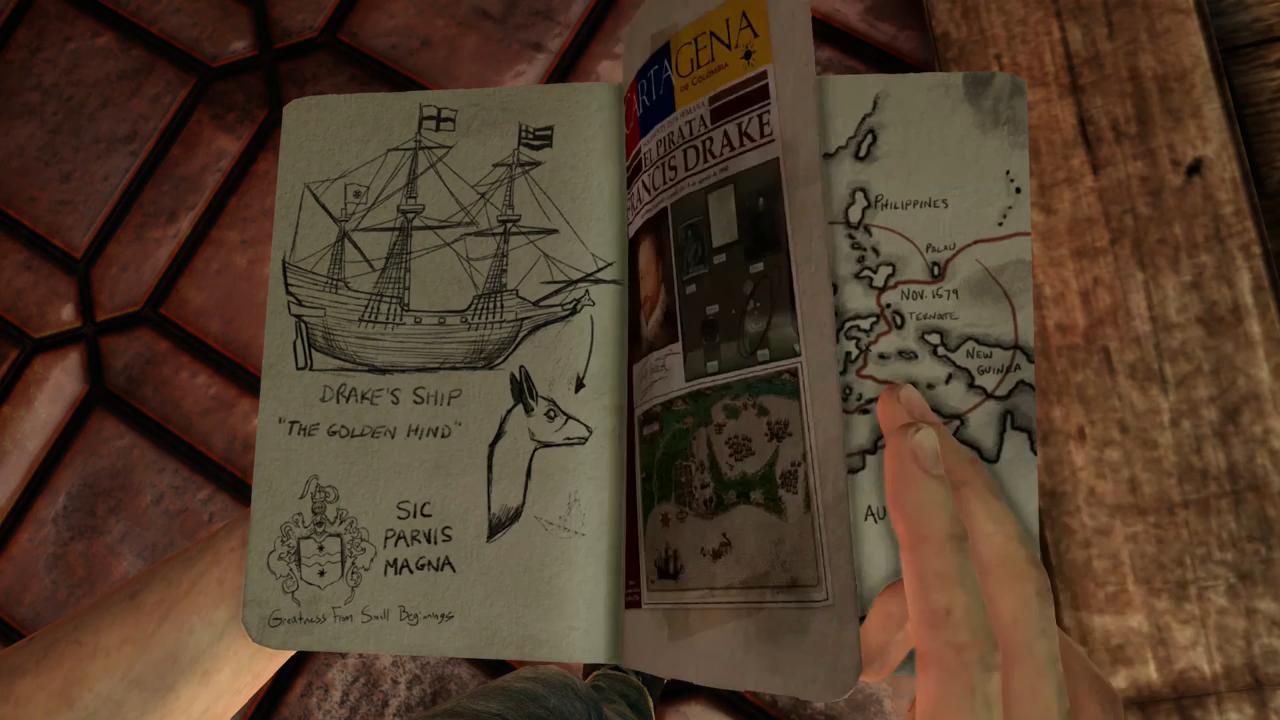 DRAKE'S SHIP
"THE GOLDEN HIND"
SIC
PARVIS
MAGNA
Greatness From Small Beginnings
CARTAGENA
DE COLOMBIA
EL PIRATA
FRANCIS DRAKE
PHILIPPINES
PALAU
NOV. 1579
TERNATE
NEW
GUINEA
AU